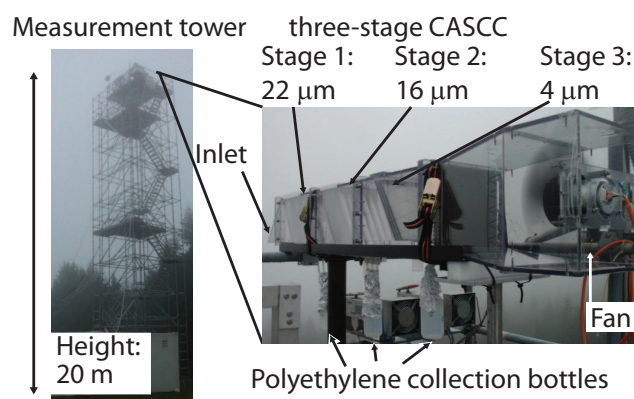 Measurement tower
three-stage CASCC
Stage 1:
22 μm
Stage 2:
16 μm
Stage 3:
4 μm
Inlet
Height:
20 m
Fan
Polyethylene collection bottles